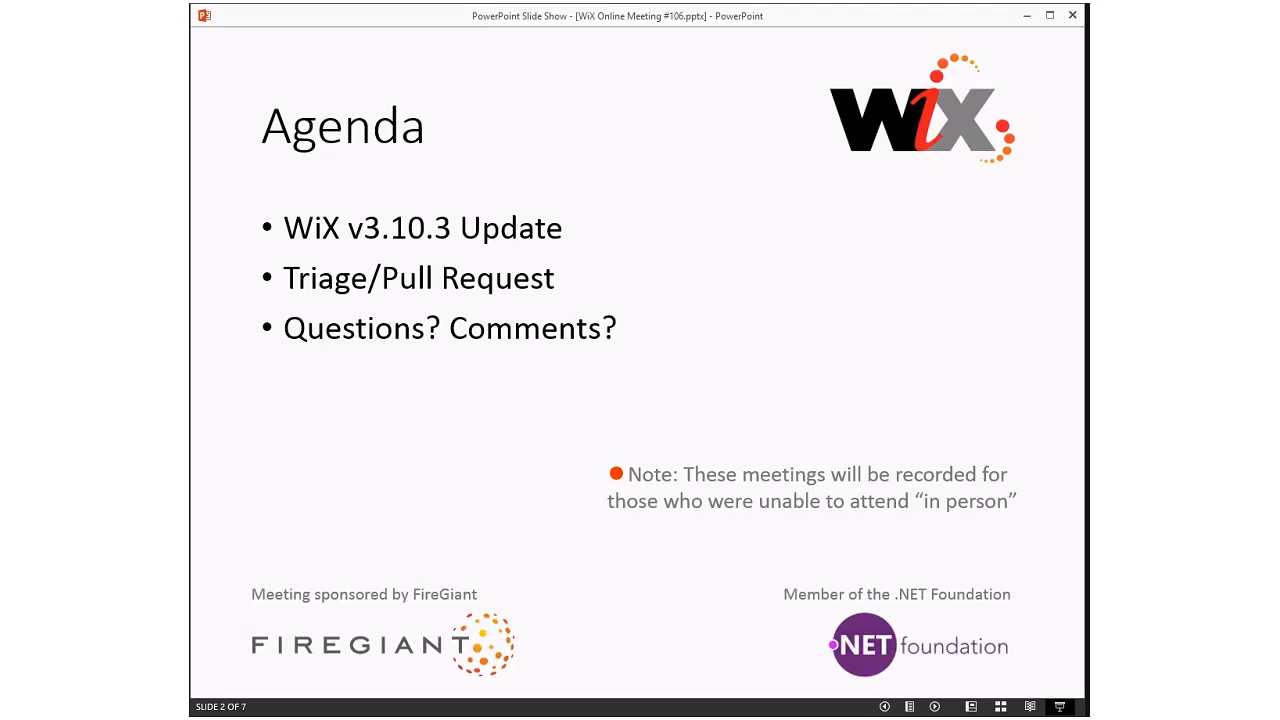 PowerPoint Slide Show - [WiX Online Meeting #106.pptx] - PowerPoint
WiX
Agenda
• WiX v3.10.3 Update
• Triage/Pull Request
• Questions? Comments?
Note: These meetings will be recorded for
those who were unable to attend “in person”
Meeting sponsored by FireGiant
Member of the .NET Foundation
FIREGIANT
.NET foundation
SLIDE 2 OF 7